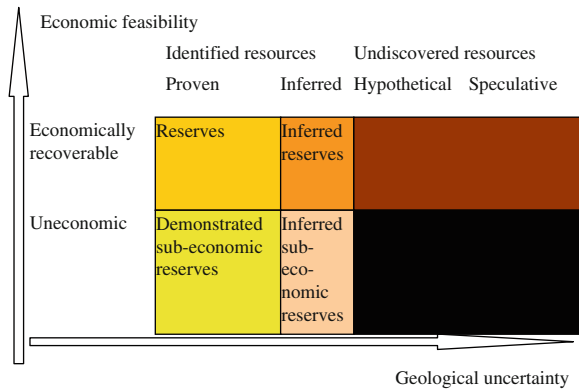 Economic feasibility
Identified resources
Undiscovered resources
Proven
Inferred
Hypothetical
Speculative
Economically
recoverable
Reserves
Inferred
reserves
Uneconomic
Demonstrated
sub-economic
reserves
Inferred
sub-
eco-
nomic
reserves
Geological uncertainty